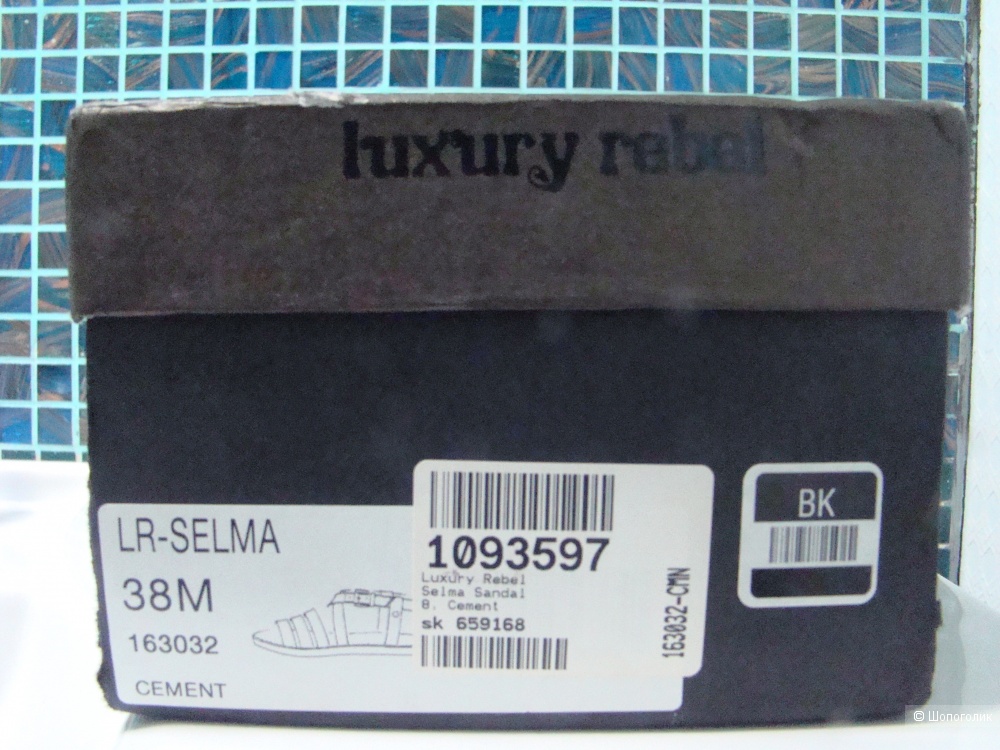 luxury rebel
LR-SELMA
38M
163032
CEMENT
1093597
Luxury Rebel
Selma Sandal
8. Cement
sk 659168
163032-CMN
BK
© Шопоголик